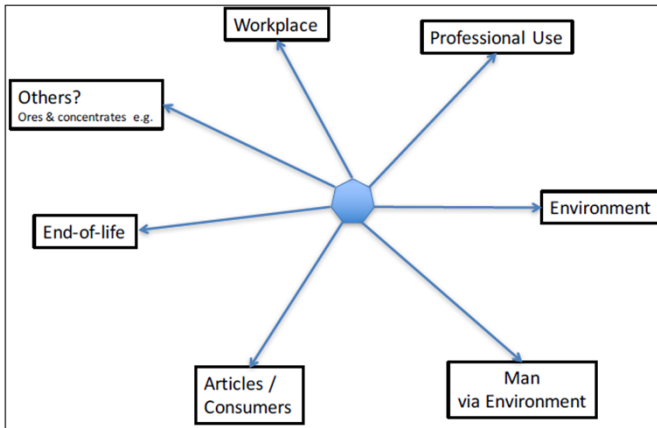 Workplace
Professional Use
Others?
Ores & concentrates e.g.
Environment
End-of-life
Articles /
Consumers
Man
via Environment